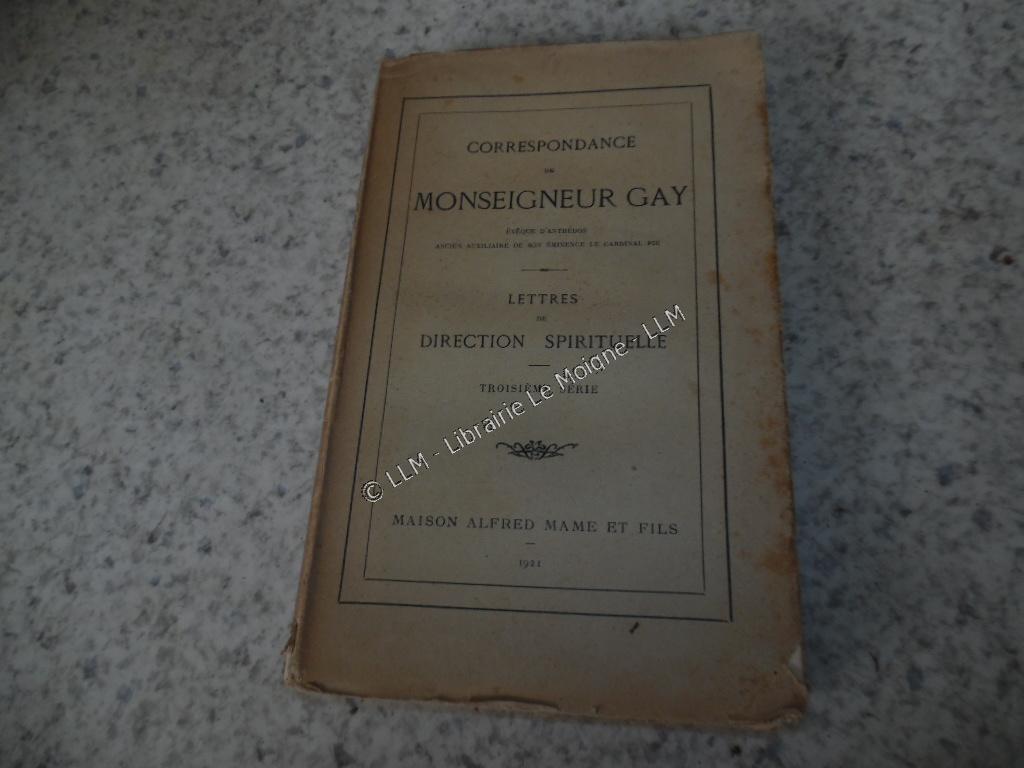 CORRESPONDANCE
DE
MONSEIGNEUR GAY
ÉVÊQUE D'ANTHÉDON
ANCIEN AUXILIAIRE DE SON ÉMINENCE LE CARDINAL PIE
LETTRES
DE
DIRECTION SPIRITUELLE
TROISIÈME SÉRIE
MAISON ALFRED MAME ET FILS
1921
© LLM - Librairie Le Moigne - LLM